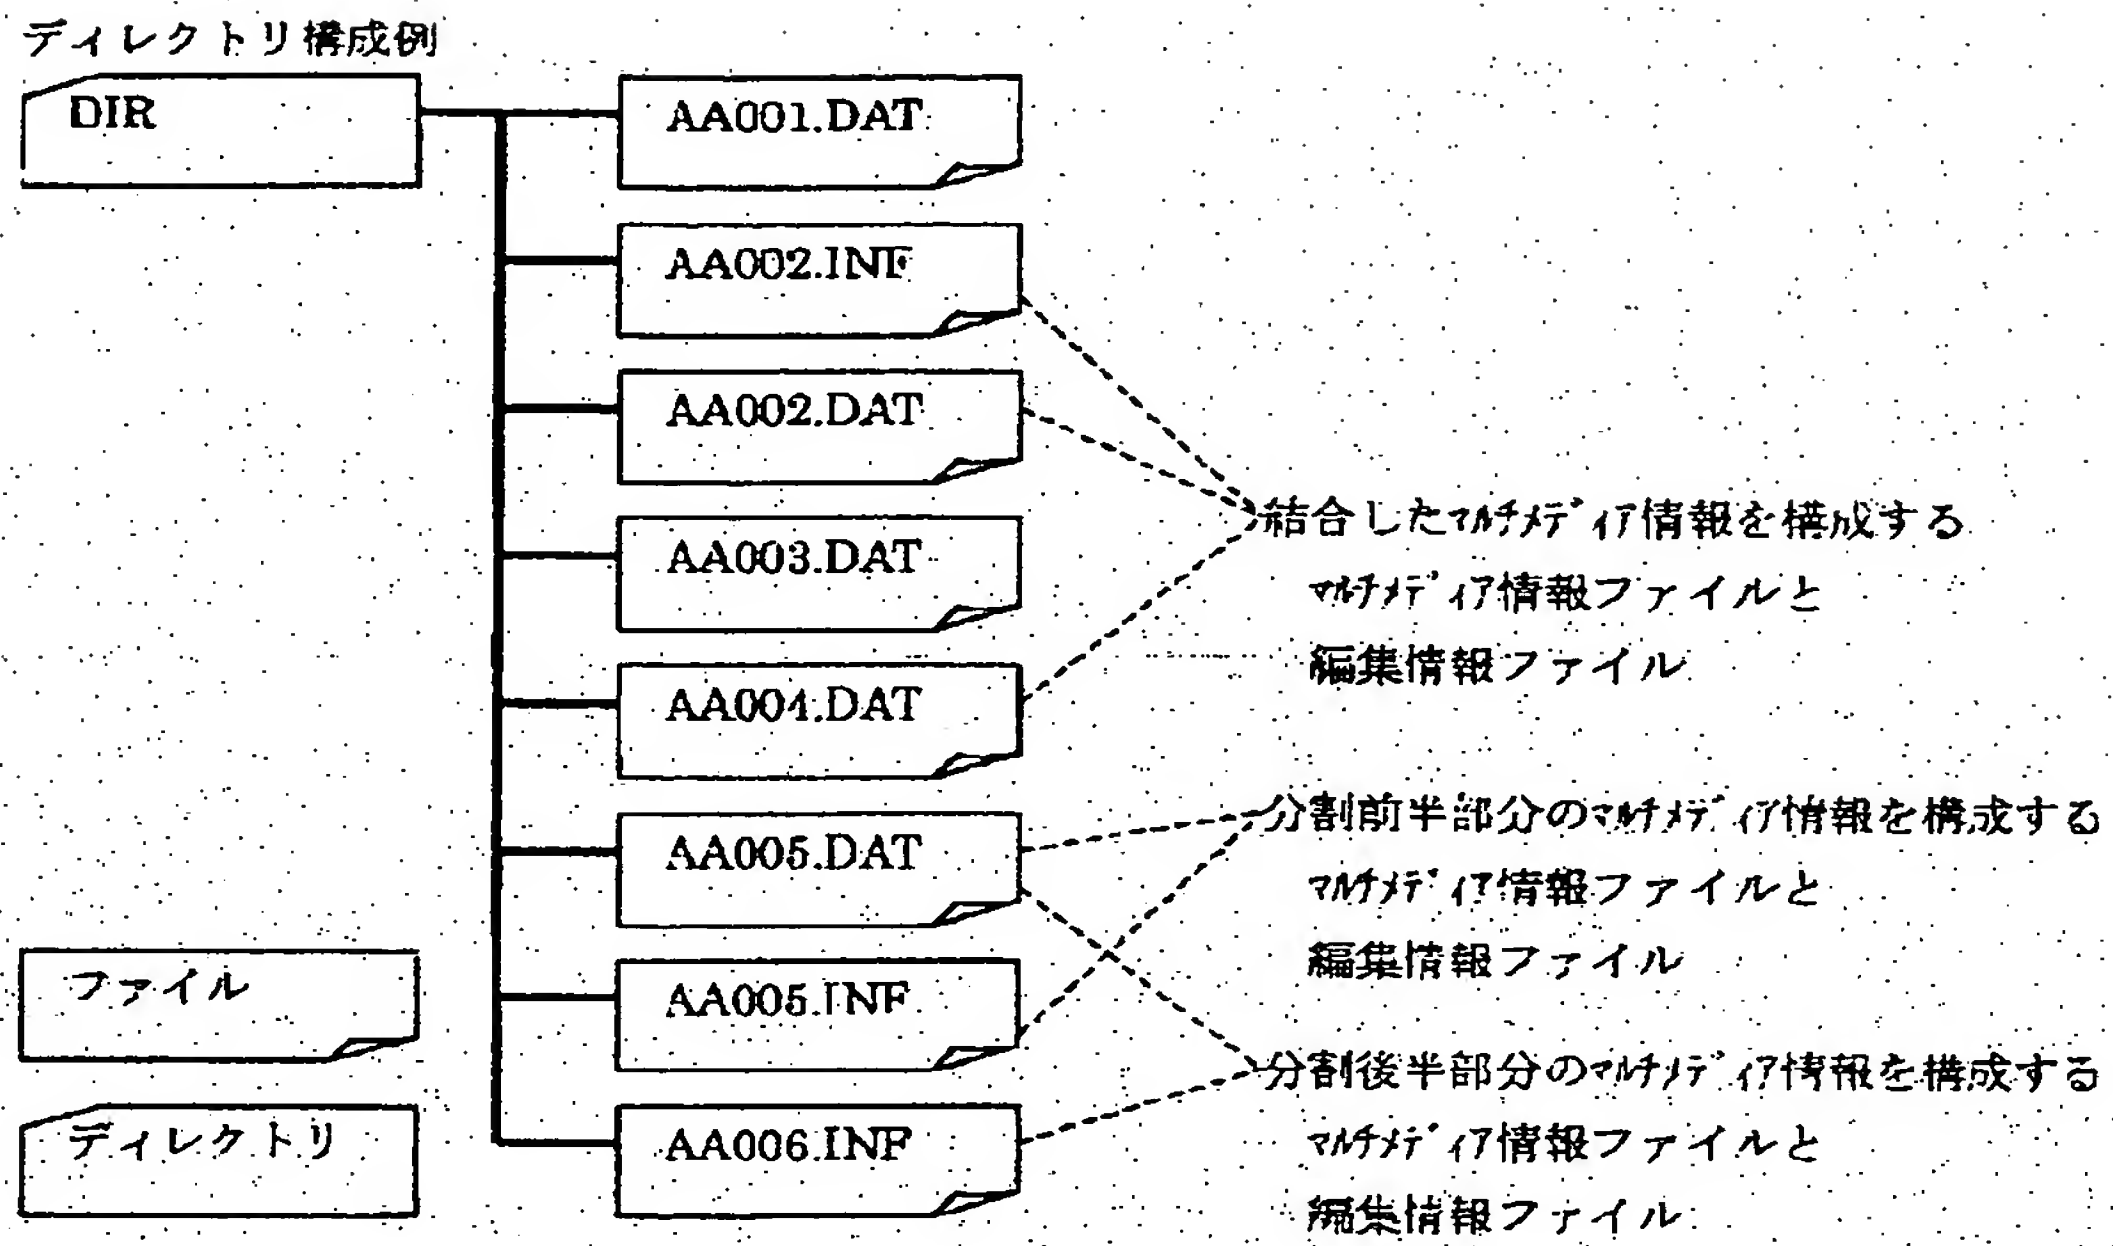 ディレクトリ構成例
DIR
AA001.DAT
AA002.INF
AA002.DAT
AA003.DAT
AA004.DAT
AA005.DAT
AA005.INF
AA006.INF
結合したﾏﾙﾁﾒﾃﾞｨｱ情報を構成する
ﾏﾙﾁﾒﾃﾞｨｱ情報ファイルと
編集情報ファイル
分割前半部分のﾏﾙﾁﾒﾃﾞｨｱ情報を構成する
ﾏﾙﾁﾒﾃﾞｨｱ情報ファイルと
編集情報ファイル
分割後半部分のﾏﾙﾁﾒﾃﾞｨｱ情報を構成する
ﾏﾙﾁﾒﾃﾞｨｱ情報ファイルと
編集情報ファイル
ファイル
ディレクトリ